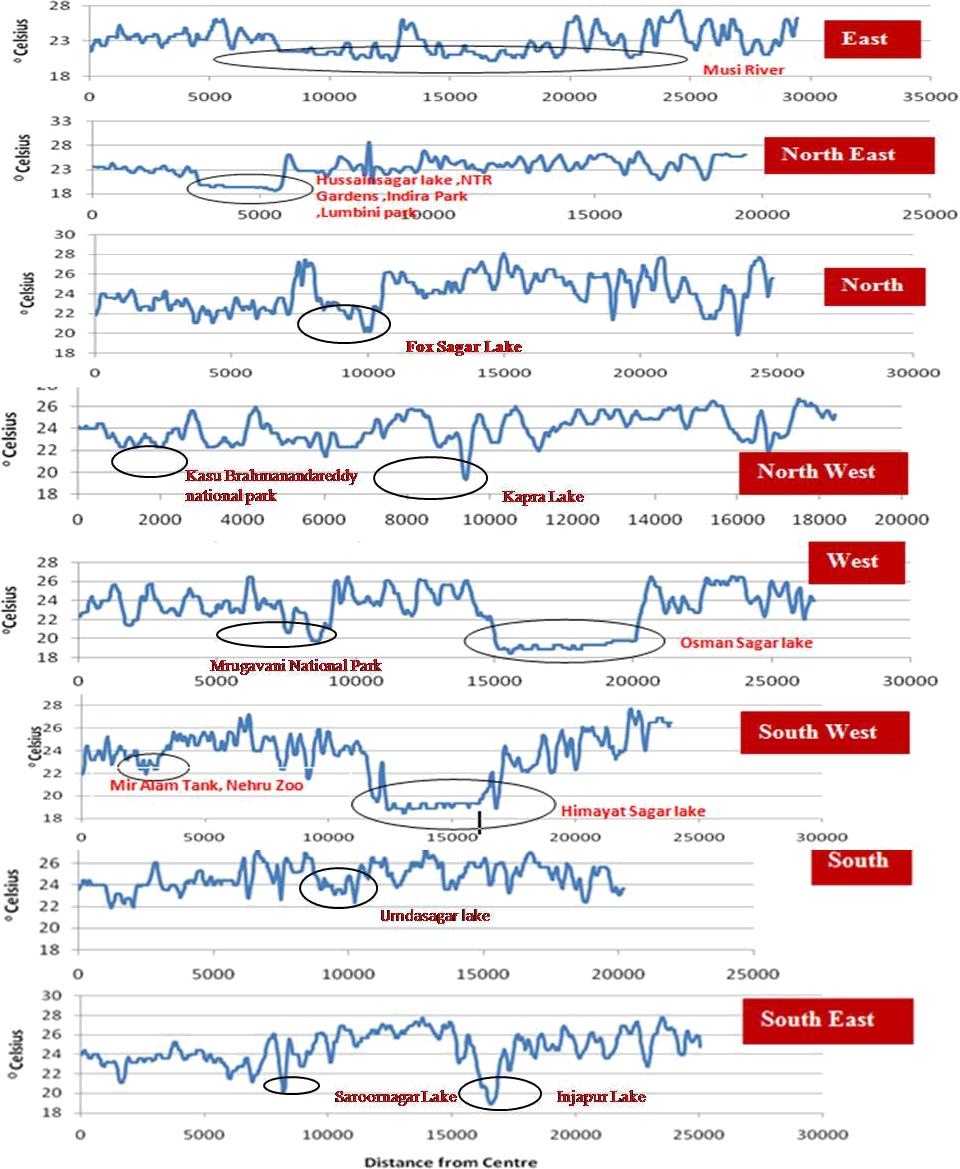 28
23
18
° Celsius
East
Musi River
0 5000 10000 15000 20000 25000 30000 35000
33
28
23
18
° Celsius
North East
Hussainsagar lake ,NTR
Gardens ,Indira Park
,Lumbini park
0 5000 10000 15000 20000 25000
30
28
26
24
22
20
18
° Celsius
North
Fox Sagar Lake
0 5000 10000 15000 20000 25000 30000
28
26
24
22
20
18
° Celsius
North West
Kasu Brahmanandareddy
national park
Kapra Lake
0 2000 4000 6000 8000 10000 12000 14000 16000 18000 20000
West
28
26
24
22
20
18
°Celsius
Osman Sagar lake
Mrugavani National Park
0 5000 10000 15000 20000 25000 30000
28
26
24
22
20
18
°Celsius
South West
Mir Alam Tank, Nehru Zoo
Himayat Sagar lake
0 5000 10000 15000 20000 25000 30000
South
26
24
22
20
18
° Celsius
Umdasagar lake
0 5000 10000 15000 20000 25000
30
28
26
24
22
20
18
° Celsius
South East
Saroornagar Lake
Injapur Lake
0 5000 10000 15000 20000 25000 30000
Distance from Centre